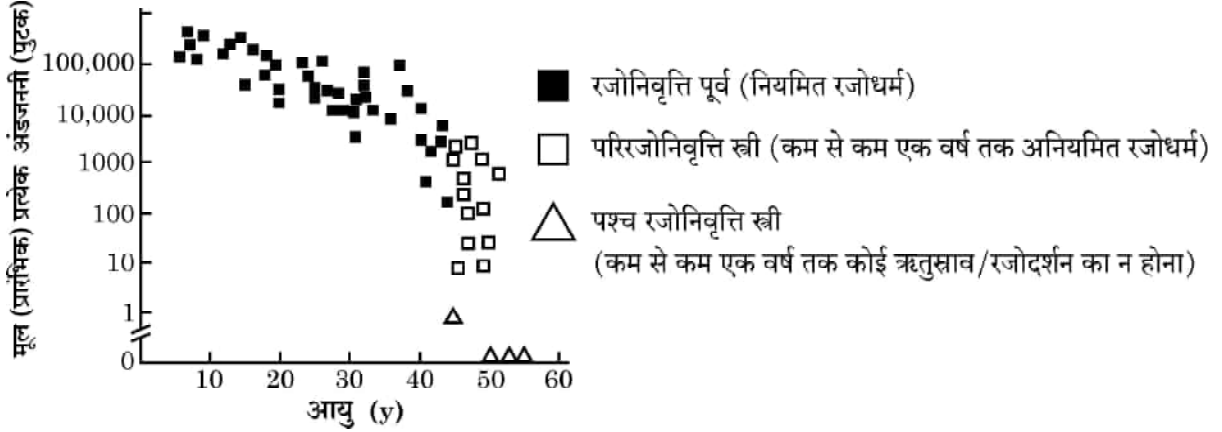 मूल (प्रारंभिक) प्रत्येक अंडजननी (पुटक)
100,000
10,000
1000
100
10
1
0
10 20 30 40 50 60
आयु (y)
रजोनिवृत्ति पूर्व (नियमित रजोधर्म)
परिरजोनिवृत्ति स्त्री (कम से कम एक वर्ष तक अनियमित रजोधर्म)
पश्च रजोनिवृत्ति स्त्री
(कम से कम एक वर्ष तक कोई ऋतुस्राव/रजोदर्शन का न होना)